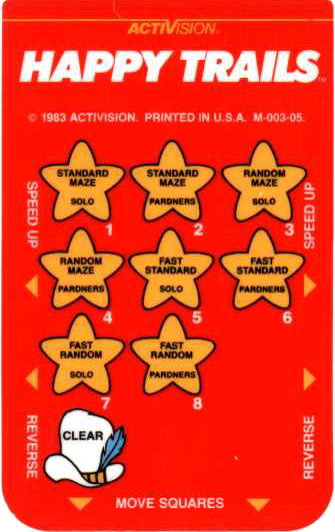 ACTIVISION®
HAPPY TRAILS™
© 1983 ACTIVISION. PRINTED IN U.S.A. M-003-05.
STANDARD
MAZE
SOLO
1
STANDARD
MAZE
PARDNERS
2
RANDOM
MAZE
SOLO
3
SPEED UP
SPEED UP
RANDOM
MAZE
PARDNERS
4
FAST
STANDARD
SOLO
5
FAST
STANDARD
PARDNERS
6
FAST
RANDOM
SOLO
7
FAST
RANDOM
PARDNERS
8
REVERSE
CLEAR
REVERSE
MOVE SQUARES